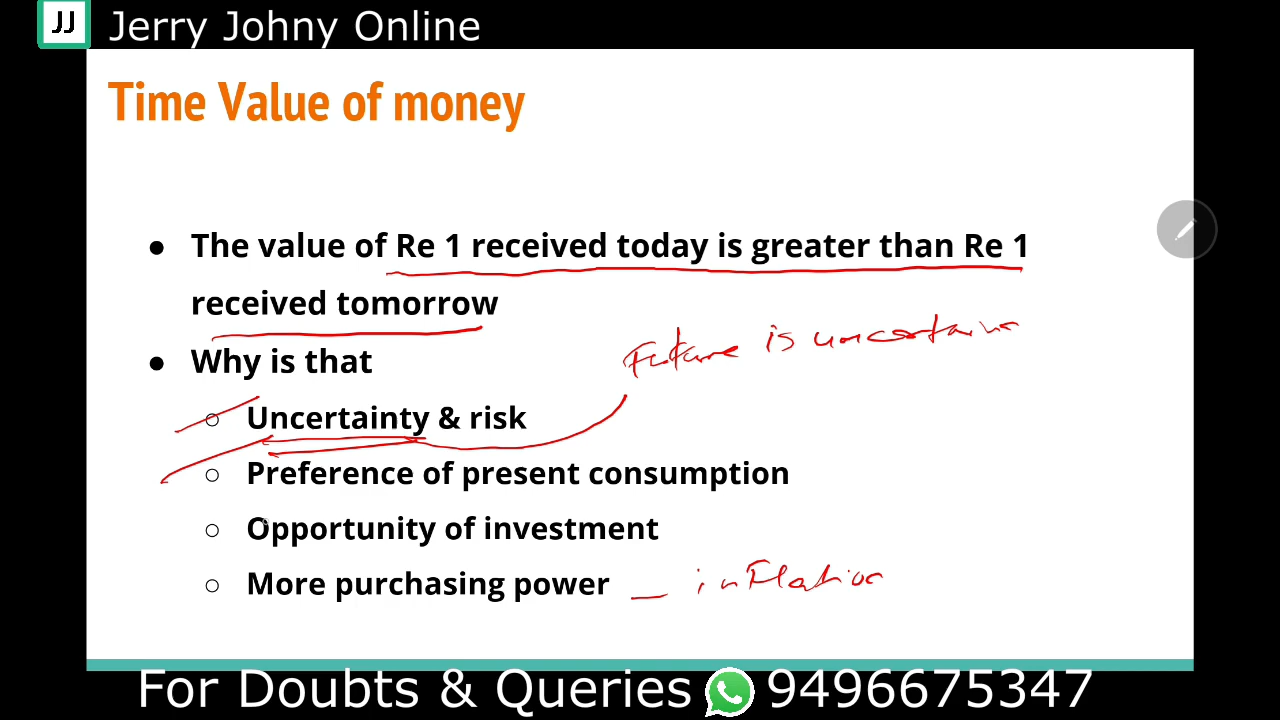 JJ Jerry Johny Online
Time Value of money
● The value of Re 1 received today is greater than Re 1
received tomorrow
Future is uncertain
● Why is that
○ Uncertainty & risk
○ Preference of present consumption
○ Opportunity of investment
○ More purchasing power _ inflation
For Doubts & Queries 9496675347